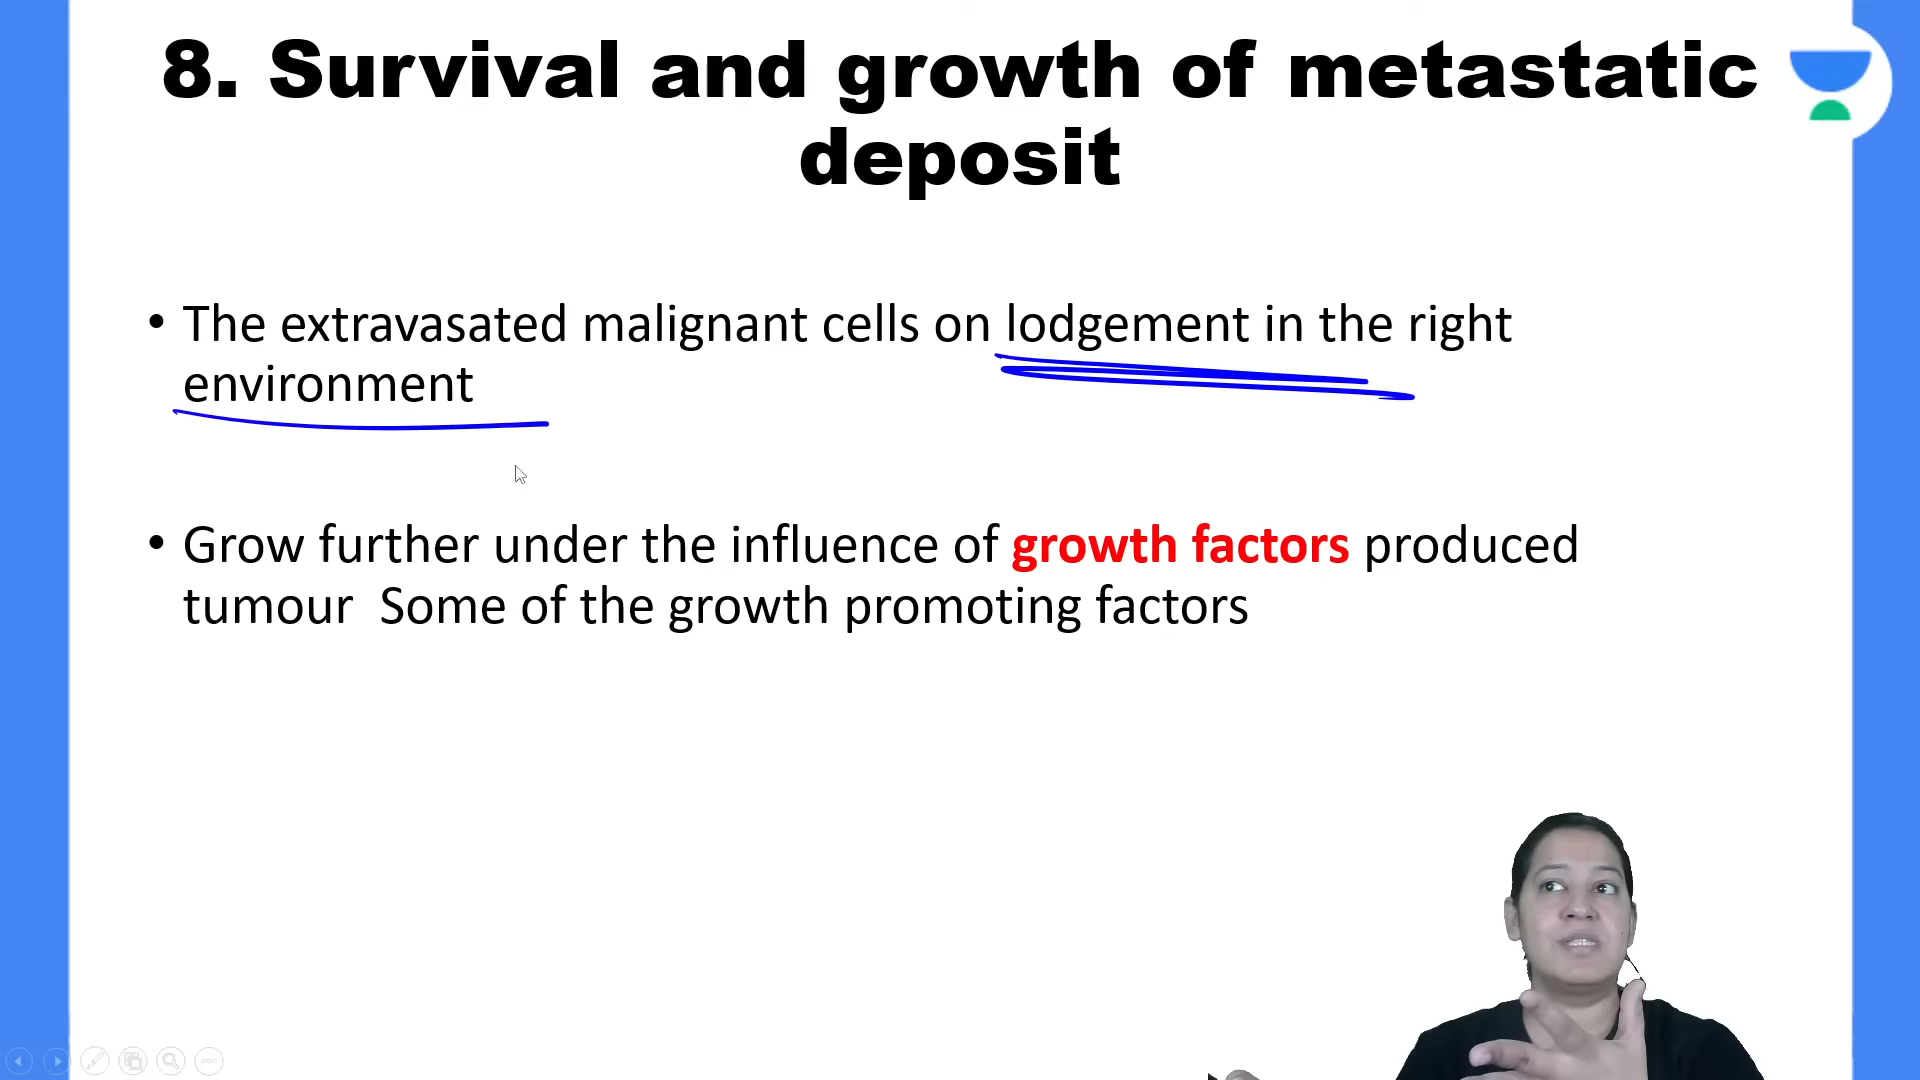 8. Survival and growth of metastatic
deposit
• The extravasated malignant cells on lodgement in the right
environment
• Grow further under the influence of growth factors produced
tumour  Some of the growth promoting factors